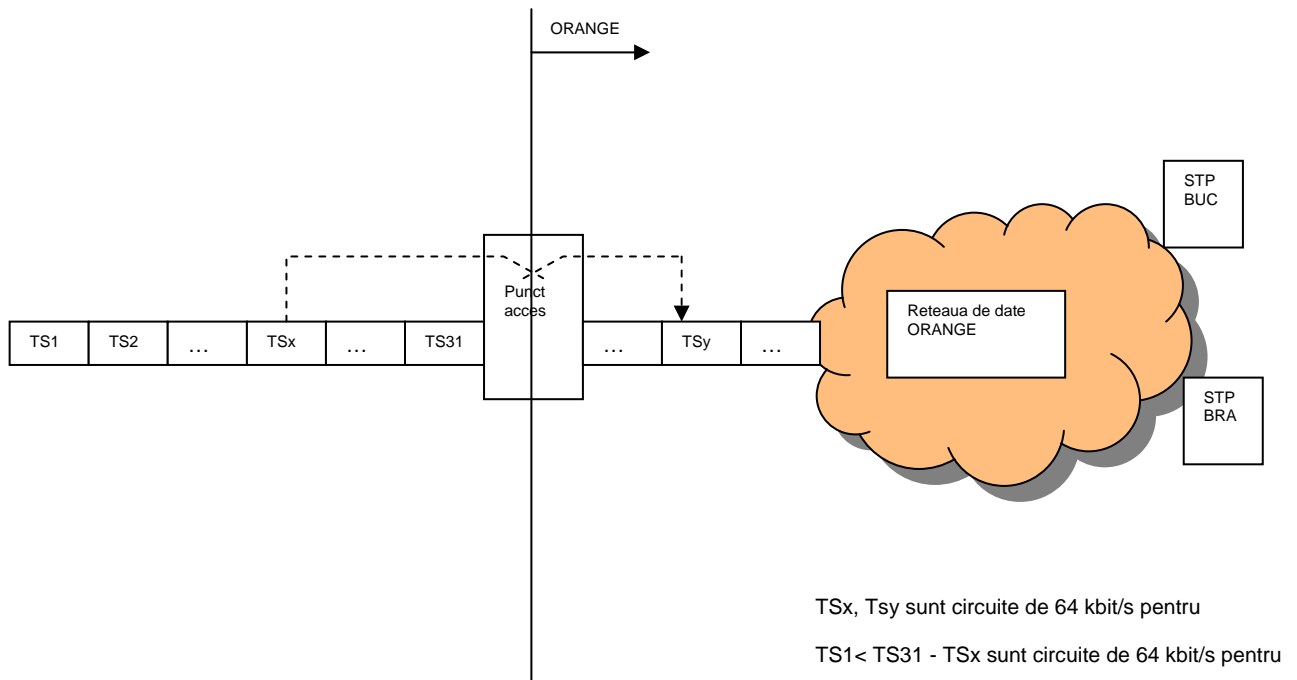 ORANGE
STP
BUC
Punct
acces
Reteaua de date
ORANGE
TS1 TS2 … TSx … TS31 … TSy …
STP
BRA
TSx, Tsy sunt circuite de 64 kbit/s pentru
TS1< TS31 - TSx sunt circuite de 64 kbit/s pentru